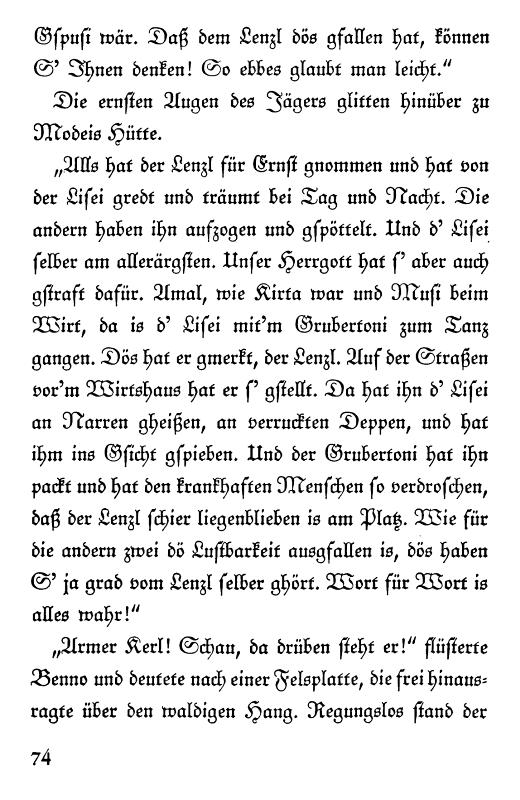 Gspusi wär. Daß dem Lenzl dös gfallen hat, können
S' Ihnen denken! So ebbes glaubt man leicht.“
Die ernsten Augen des Jägers glitten hinüber zu
Modeis Hütte.
„Alls hat der Lenzl für Ernst gnommen und hat von
der Lisei gredt und träumt bei Tag und Nacht. Die
andern haben ihn aufzogen und gspöttelt. Und d' Lisei
selber am allerärgsten. Unser Herrgott hat s' aber auch
gstraft dafür. Amal, wie Kirta war und Musi beim
Wirt, da is d' Lisei mit'm Grubertoni zum Tanz
gangen. Dös hat er gmerkt, der Lenzl. Auf der Straßen
vor'm Wirtshaus hat er s' gstellt. Da hat ihn d' Lisei
an Narren gheißen, an verruckten Deppen, und hat
ihm ins Gsicht gspieben. Und der Grubertoni hat ihn
packt und hat den krankhaften Menschen so verdroschen,
daß der Lenzl schier liegenblieben is am Platz. Wie für
die andern zwei dö Lustbarkeit ausgfallen is, dös haben
S' ja grad vom Lenzl selber ghört. Wort für Wort is
alles wahr!“
„Armer Kerl! Schau, da drüben steht er!“ flüsterte
Benno und deutete nach einer Felsplatte, die frei hinaus-
ragte über den waldigen Hang. Regungslos stand der
74